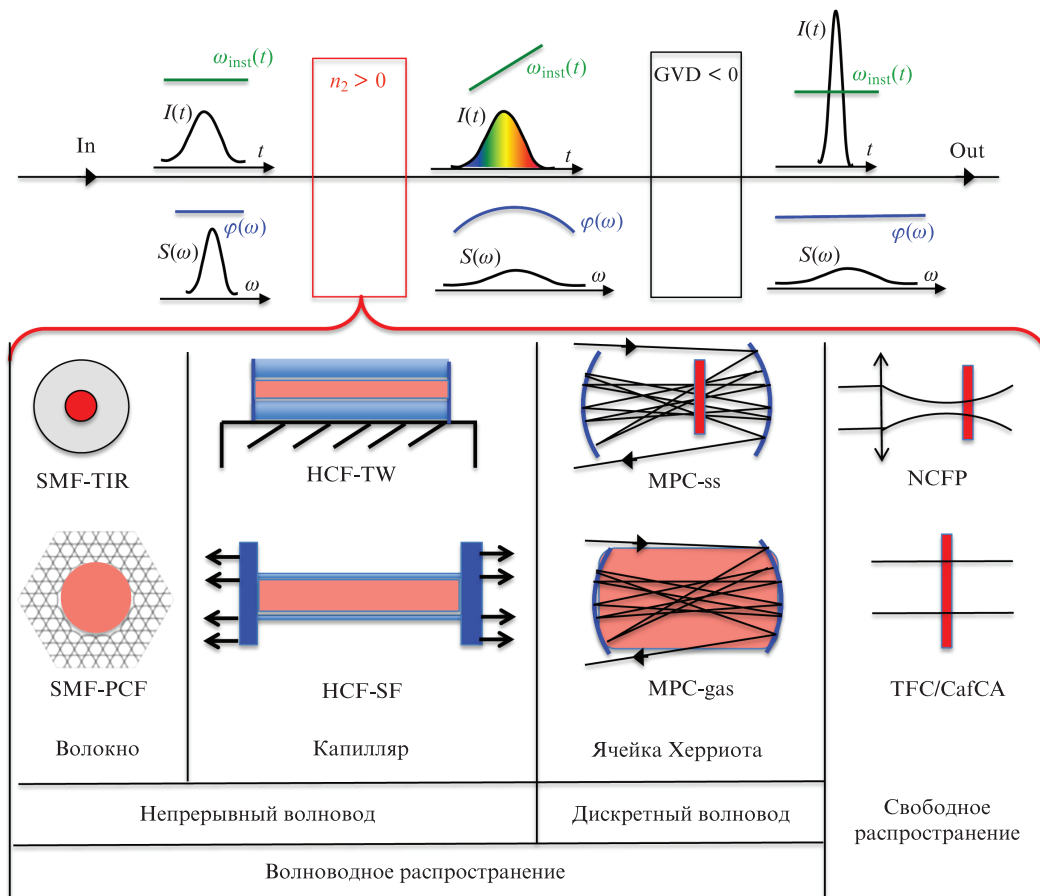 ω_inst(t)
I(t)
In
t
φ(ω)
S(ω)
ω
n₂ > 0
ω_inst(t)
I(t)
t
φ(ω)
S(ω)
ω
GVD < 0
I(t)
ω_inst(t)
t
Out
φ(ω)
S(ω)
ω
SMF-TIR
HCF-TW
MPC-ss
NCFP
SMF-PCF
HCF-SF
MPC-gas
TFC/CafCA
Волокно
Капилляр
Ячейка Херриота
Непрерывный волновод
Дискретный волновод
Свободное
распространение
Волноводное распространение